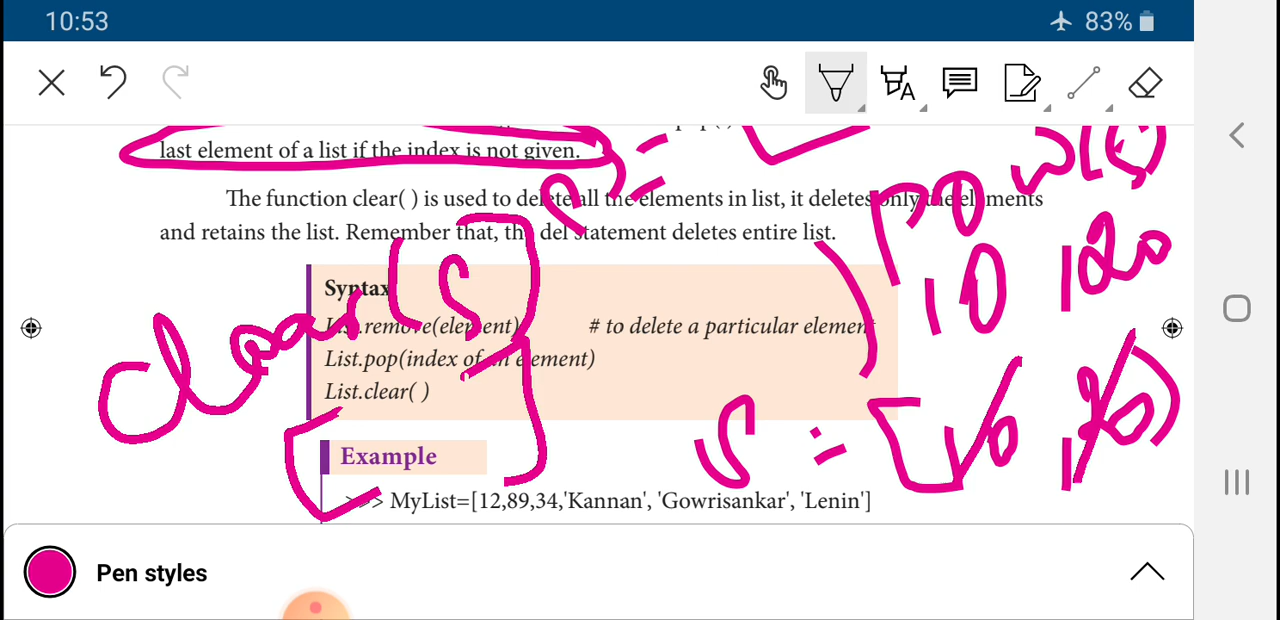 10:53
83%
last element of a list if the index is not given.
The function clear( ) is used to delete all the elements in list, it deletes only the elements
and retains the list. Remember that, the del statement deletes entire list.
Syntax
List.remove(element) # to delete a particular element
List.pop(index of an element)
List.clear( )
Example
>>> MyList=[12,89,34,'Kannan', 'Gowrisankar', 'Lenin']
10, 20
S = [10, 20]
Pen styles